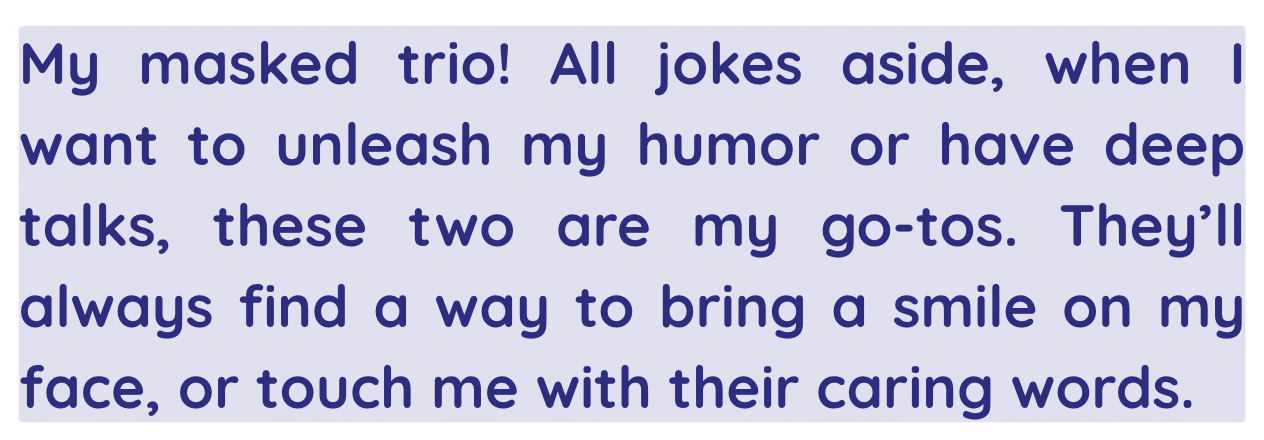 My masked trio! All jokes aside, when I
want to unleash my humor or have deep
talks, these two are my go-tos. They’ll
always find a way to bring a smile on my
face, or touch me with their caring words.